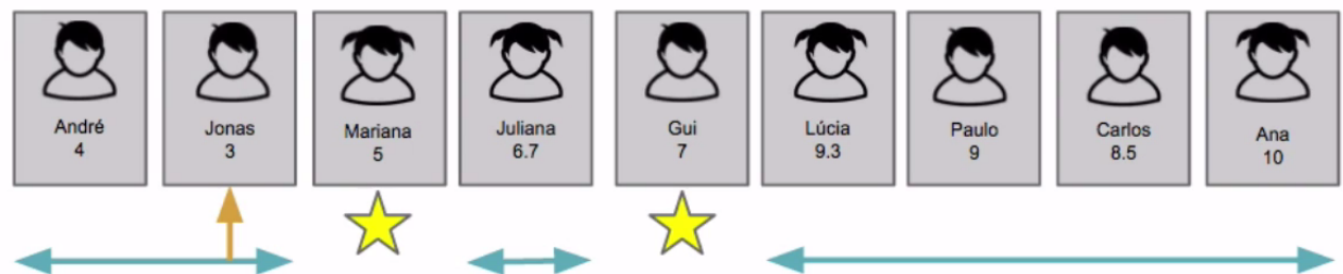 André
4
Jonas
3
Mariana
5
Juliana
6.7
Gui
7
Lúcia
9.3
Paulo
9
Carlos
8.5
Ana
10